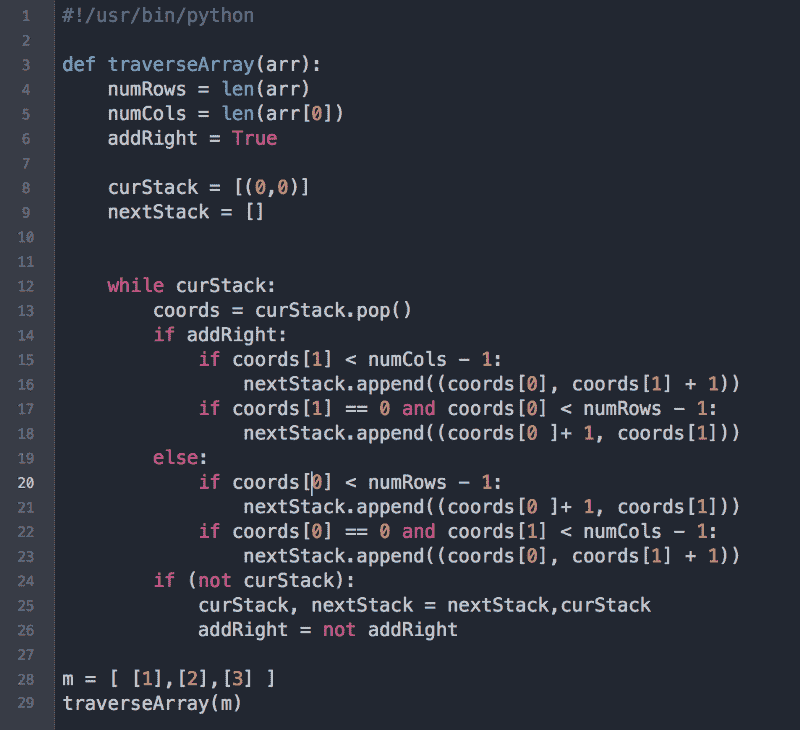 1 #!/usr/bin/python
2
3 def traverseArray(arr):
4     numRows = len(arr)
5     numCols = len(arr[0])
6     addRight = True
7
8     curStack = [(0,0)]
9     nextStack = []
10
11
12     while curStack:
13         coords = curStack.pop()
14         if addRight:
15             if coords[1] < numCols - 1:
16                 nextStack.append((coords[0], coords[1] + 1))
17             if coords[1] == 0 and coords[0] < numRows - 1:
18                 nextStack.append((coords[0 ]+ 1, coords[1]))
19         else:
20             if coords[0] < numRows - 1:
21                 nextStack.append((coords[0 ]+ 1, coords[1]))
22             if coords[0] == 0 and coords[1] < numCols - 1:
23                 nextStack.append((coords[0], coords[1] + 1))
24         if (not curStack):
25             curStack, nextStack = nextStack,curStack
26             addRight = not addRight
27
28 m = [ [1],[2],[3] ]
29 traverseArray(m)